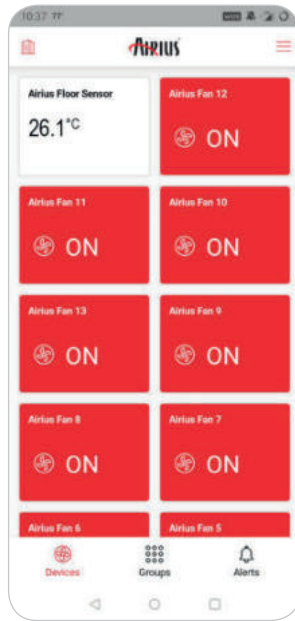 10:37
AIRIUS
Airius Floor Sensor
26.1°C
Airius Fan 12
ON
Airius Fan 11
ON
Airius Fan 10
ON
Airius Fan 13
ON
Airius Fan 9
ON
Airius Fan 8
ON
Airius Fan 7
ON
Airius Fan 6
Airius Fan 5
Devices
Groups
Alerts